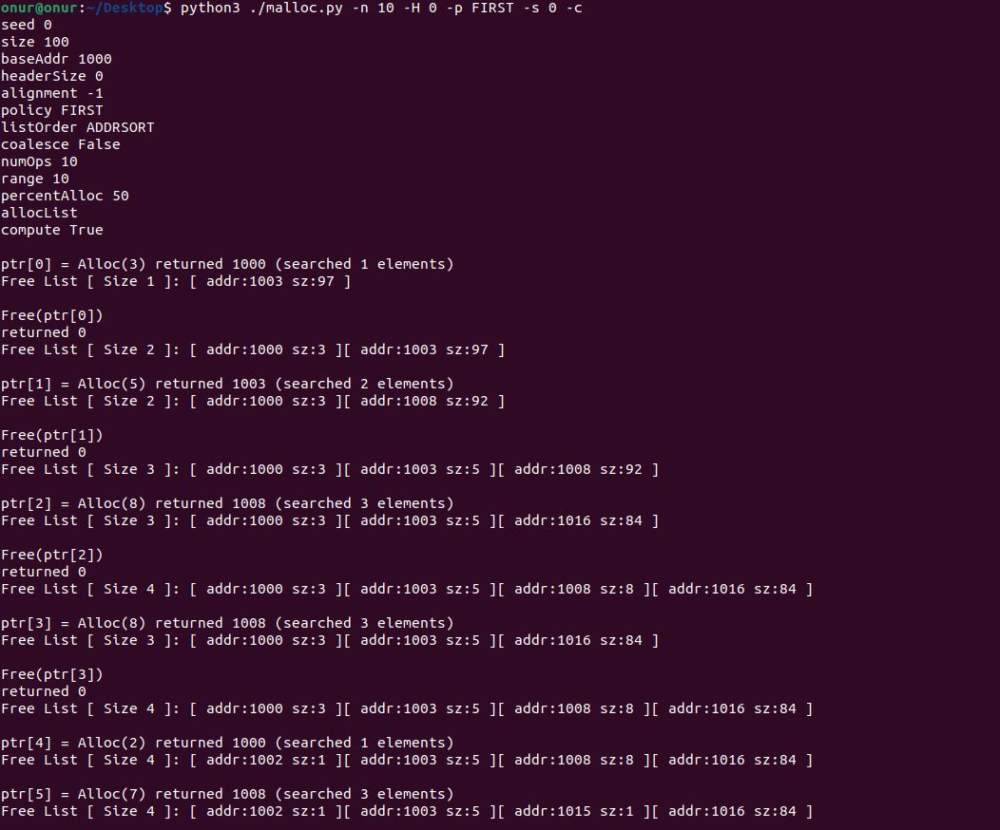 onur@onur:~/Desktop$ python3 ./malloc.py -n 10 -H 0 -p FIRST -s 0 -c
seed 0
size 100
baseAddr 1000
headerSize 0
alignment -1
policy FIRST
listOrder ADDRSORT
coalesce False
numOps 10
range 10
percentAlloc 50
allocList
compute True
ptr[0] = Alloc(3) returned 1000 (searched 1 elements)
Free List [ Size 1 ]: [ addr:1003 sz:97 ]
Free(ptr[0])
returned 0
Free List [ Size 2 ]: [ addr:1000 sz:3 ][ addr:1003 sz:97 ]
ptr[1] = Alloc(5) returned 1003 (searched 2 elements)
Free List [ Size 2 ]: [ addr:1000 sz:3 ][ addr:1008 sz:92 ]
Free(ptr[1])
returned 0
Free List [ Size 3 ]: [ addr:1000 sz:3 ][ addr:1003 sz:5 ][ addr:1008 sz:92 ]
ptr[2] = Alloc(8) returned 1008 (searched 3 elements)
Free List [ Size 3 ]: [ addr:1000 sz:3 ][ addr:1003 sz:5 ][ addr:1016 sz:84 ]
Free(ptr[2])
returned 0
Free List [ Size 4 ]: [ addr:1000 sz:3 ][ addr:1003 sz:5 ][ addr:1008 sz:8 ][ addr:1016 sz:84 ]
ptr[3] = Alloc(8) returned 1008 (searched 3 elements)
Free List [ Size 3 ]: [ addr:1000 sz:3 ][ addr:1003 sz:5 ][ addr:1016 sz:84 ]
Free(ptr[3])
returned 0
Free List [ Size 4 ]: [ addr:1000 sz:3 ][ addr:1003 sz:5 ][ addr:1008 sz:8 ][ addr:1016 sz:84 ]
ptr[4] = Alloc(2) returned 1000 (searched 1 elements)
Free List [ Size 4 ]: [ addr:1002 sz:1 ][ addr:1003 sz:5 ][ addr:1008 sz:8 ][ addr:1016 sz:84 ]
ptr[5] = Alloc(7) returned 1008 (searched 3 elements)
Free List [ Size 4 ]: [ addr:1002 sz:1 ][ addr:1003 sz:5 ][ addr:1015 sz:1 ][ addr:1016 sz:84 ]